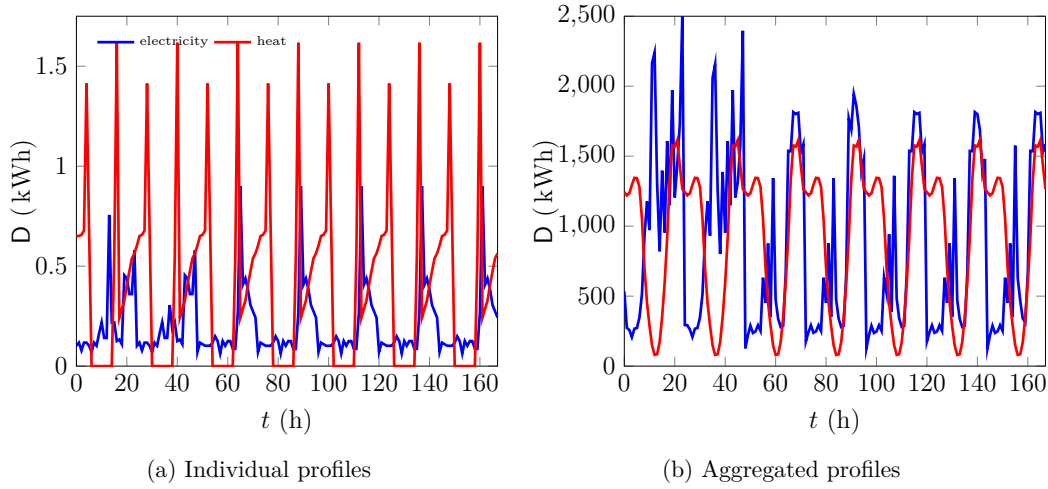 electricity heat
D (kWh)
1.5
1
0.5
0
0 20 40 60 80 100 120 140 160
t (h)
(a) Individual profiles
D (kWh)
2,500
2,000
1,500
1,000
500
0
0 20 40 60 80 100 120 140 160
t (h)
(b) Aggregated profiles